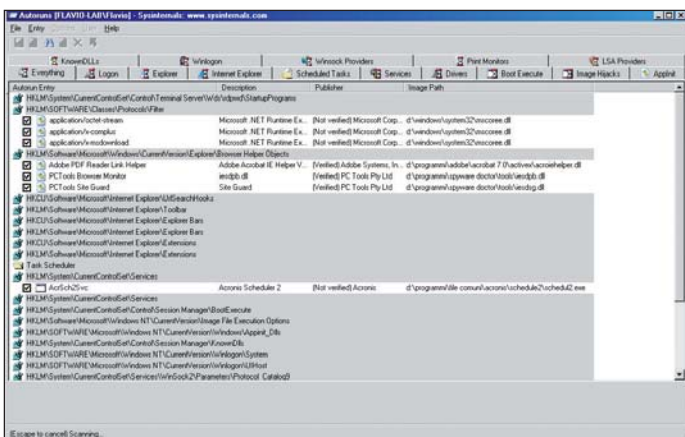 Autoruns [FLAVIO-LAB\Flavio] - Sysinternals: www.sysinternals.com
File Entry User Help
KnownDLLs Winlogon Winsock Providers Print Monitors LSA Providers
Everything Logon Explorer Internet Explorer Scheduled Tasks Services Drivers Boot Execute Image Hijacks AppInit
Autorun Entry Description Publisher Image Path
HKLM\System\CurrentControlSet\Control\Terminal Server\Wds\rdpwd\StartupPrograms
HKLM\SOFTWARE\Classes\Protocols\Filter
application/octet-stream Microsoft .NET Runtime Ex... (Not verified) Microsoft Corp... d:\windows\system32\mscoree.dll
application/x-complus Microsoft .NET Runtime Ex... (Not verified) Microsoft Corp... d:\windows\system32\mscoree.dll
application/x-msdownload Microsoft .NET Runtime Ex... (Not verified) Microsoft Corp... d:\windows\system32\mscoree.dll
HKLM\Software\Microsoft\Windows\CurrentVersion\Explorer\Browser Helper Objects
Adobe PDF Reader Link Helper Adobe Acrobat IE Helper V... (Verified) Adobe Systems, In... d:\programmi\adobe\acrobat 7.0\activex\acroiehelper.dll
PCTools Browser Monitor iesdpb.dll (Verified) PC Tools Pty Ltd d:\programmi\spyware doctor\tools\iesdpb.dll
PCTools Site Guard Site Guard (Verified) PC Tools Pty Ltd d:\programmi\spyware doctor\tools\iesdsg.dll
HKCU\Software\Microsoft\Internet Explorer\UrlSearchHooks
HKLM\Software\Microsoft\Internet Explorer\Toolbar
HKCU\Software\Microsoft\Internet Explorer\Explorer Bars
HKLM\Software\Microsoft\Internet Explorer\Explorer Bars
HKCU\Software\Microsoft\Internet Explorer\Extensions
HKLM\Software\Microsoft\Internet Explorer\Extensions
Task Scheduler
HKLM\System\CurrentControlSet\Services
AcrSch2Svc Acronis Scheduler 2 (Not verified) Acronis d:\programmi\file comuni\acronis\schedule2\schedul2.exe
HKLM\System\CurrentControlSet\Services
HKLM\System\CurrentControlSet\Control\Session Manager\BootExecute
HKLM\Software\Microsoft\Windows NT\CurrentVersion\Image File Execution Options
HKLM\SOFTWARE\Microsoft\Windows NT\CurrentVersion\Windows\Appinit_Dlls
HKLM\System\CurrentControlSet\Control\Session Manager\KnownDlls
HKLM\SOFTWARE\Microsoft\Windows NT\CurrentVersion\Winlogon\System
HKLM\SOFTWARE\Microsoft\Windows NT\CurrentVersion\Winlogon\UIHost
HKLM\System\CurrentControlSet\Services\WinSock2\Parameters\Protocol_Catalog9
(Escape to cancel) Scanning...